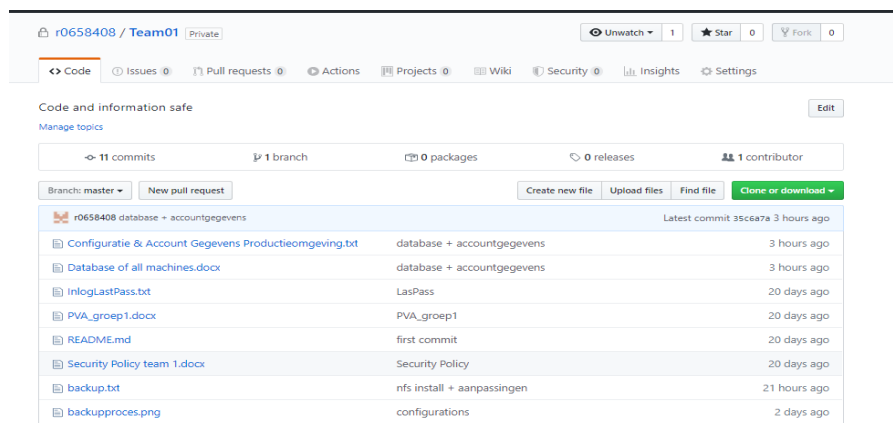 r0658408 / Team01 Private
Unwatch 1 Star 0 Fork 0
Code Issues 0 Pull requests 0 Actions Projects 0 Wiki Security 0 Insights Settings
Code and information safe Edit
Manage topics
11 commits 1 branch 0 packages 0 releases 1 contributor
Branch: master New pull request Create new file Upload files Find file Clone or download
r0658408 database + accountgegevens Latest commit 35c6a7a 3 hours ago
Configuratie & Account Gegevens Productieomgeving.txt database + accountgegevens 3 hours ago
Database of all machines.docx database + accountgegevens 3 hours ago
InlogLastPass.txt LasPass 20 days ago
PVA_groep1.docx PVA_groep1 20 days ago
README.md first commit 20 days ago
Security Policy team 1.docx Security Policy 20 days ago
backup.txt nfs install + aanpassingen 21 hours ago
backupproces.png configurations 2 days ago